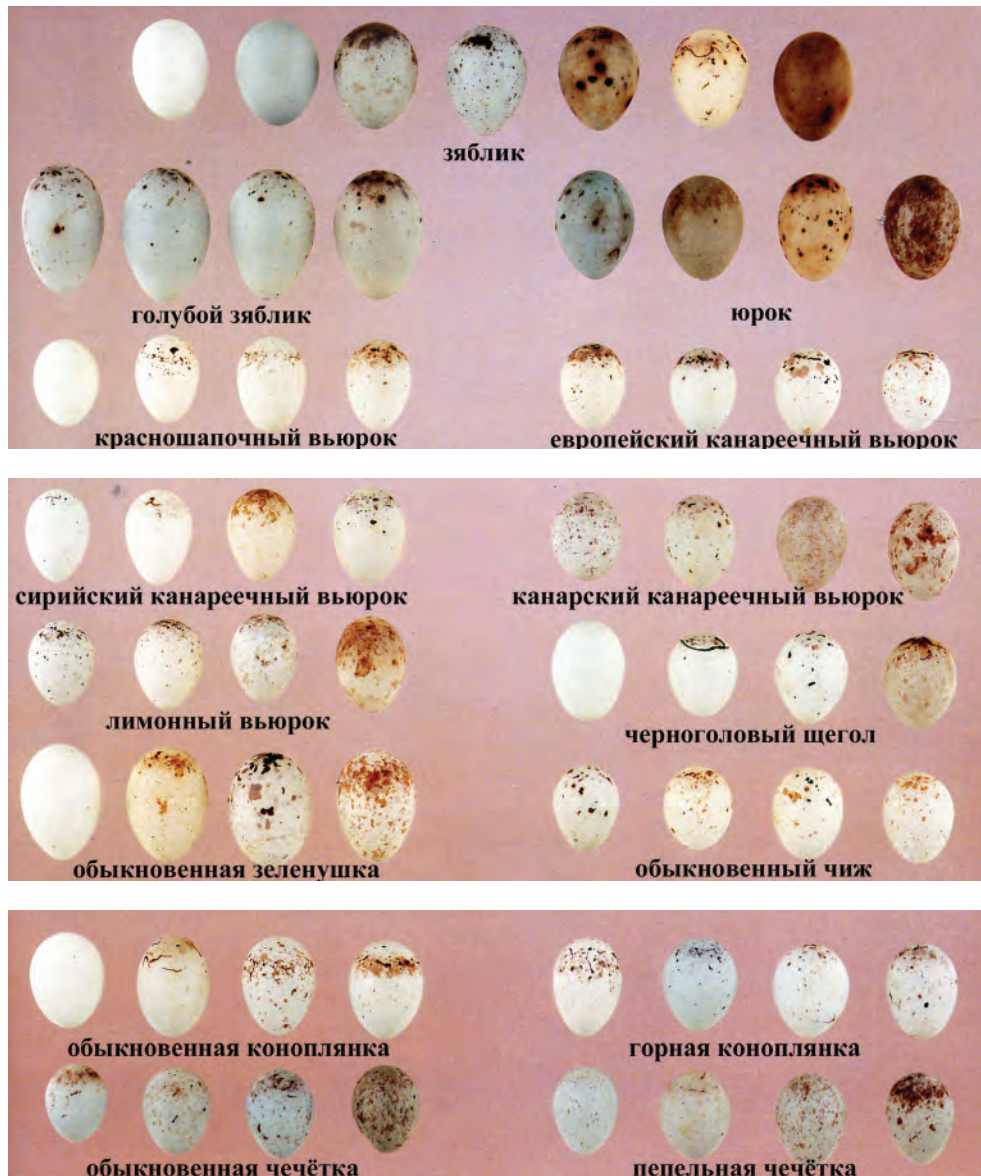 зяблик
голубой зяблик
юрок
красношапочный вьюрок
европейский канареечный вьюрок
сирийский канареечный вьюрок
канарский канареечный вьюрок
лимонный вьюрок
черноголовый щегол
обыкновенная зеленушка
обыкновенный чиж
обыкновенная коноплянка
горная коноплянка
обыкновенная чечётка
пепельная чечётка